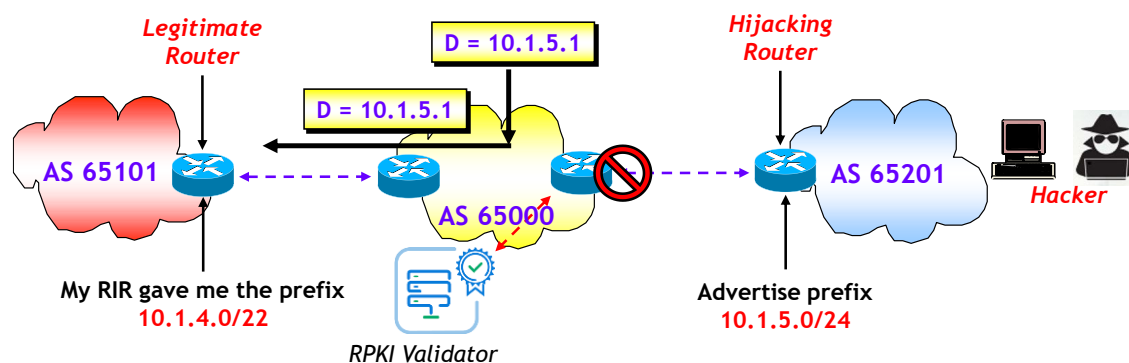 Legitimate
Router
D = 10.1.5.1
Hijacking
Router
D = 10.1.5.1
AS 65101
AS 65000
AS 65201
Hacker
My RIR gave me the prefix
10.1.4.0/22
Advertise prefix
10.1.5.0/24
RPKI Validator